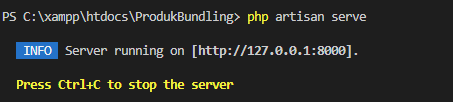 PS C:\xampp\htdocs\ProdukBundling> php artisan serve
INFO Server running on [http://127.0.0.1:8000].
Press Ctrl+C to stop the server